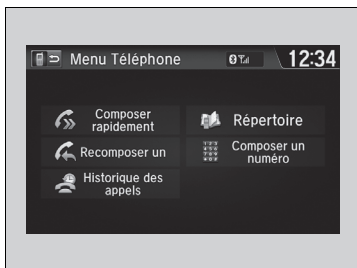 Menu Téléphone
12:34
Composer
rapidement
Répertoire
Recomposer un
Composer un
numéro
Historique des
appels